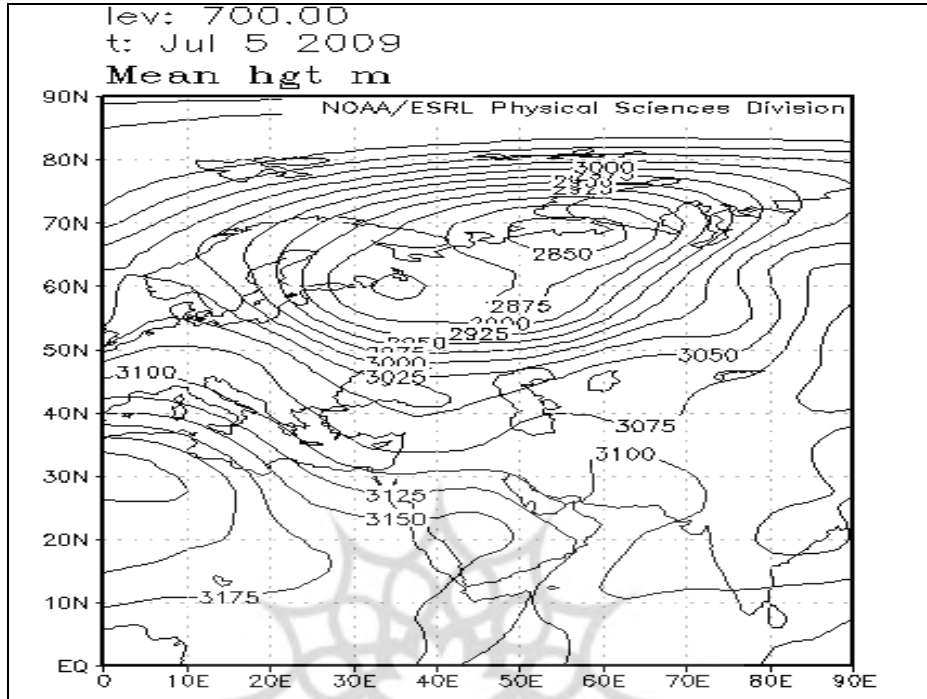 lev: 700.00
t: Jul 5 2009
Mean hgt m
NOAA/ESRL Physical Sciences Division
90N
80N
70N
60N
50N
40N
30N
20N
10N
EQ
3000
2925
2850
2875
2925
3000
3025
3050
3100
3075
3100
3125
3150
3175
0
10E
20E
30E
40E
50E
60E
70E
80E
90E